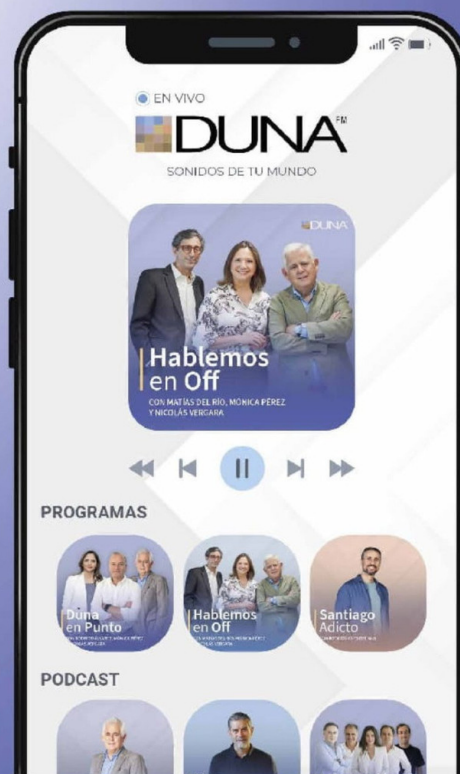 EN VIVO
DUNA FM
SONIDOS DE TU MUNDO
DUNA
Hablemos
en Off
CON MATÍAS DEL RÍO, MÓNICA PÉREZ
Y NICOLÁS VERGARA
PROGRAMAS
Duna
en Punto
Hablemos
en Off
Santiago
Adicto
PODCAST